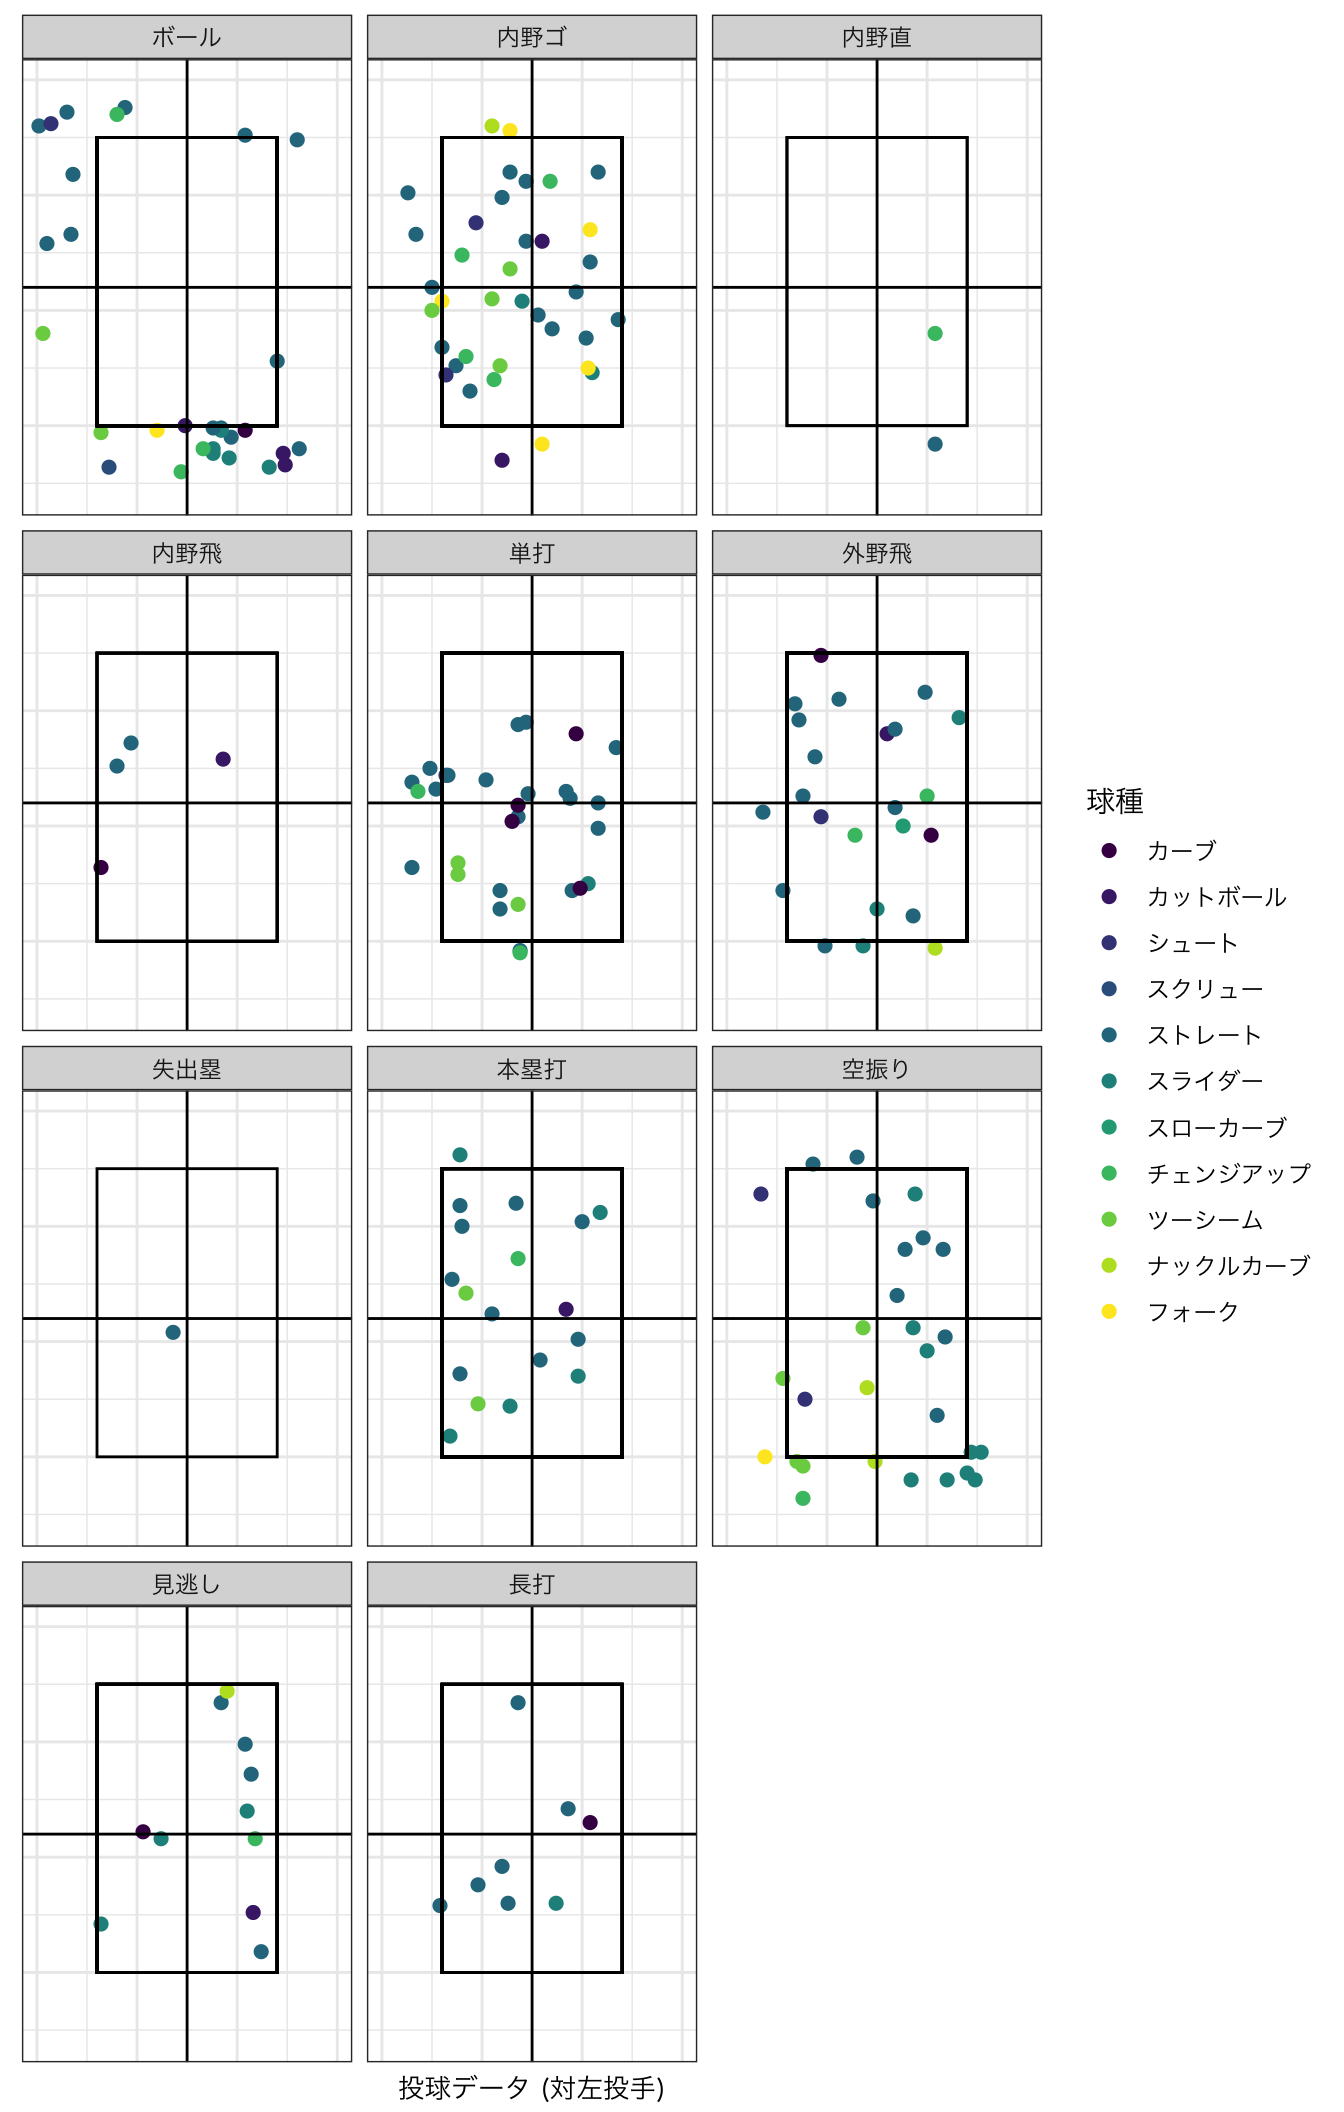 ボール
内野ゴ
内野直
内野飛
単打
外野飛
失出塁
本塁打
空振り
見逃し
長打
球種
カーブ
カットボール
シュート
スクリュー
ストレート
スライダー
スローカーブ
チェンジアップ
ツーシーム
ナックルカーブ
フォーク
投球データ (対左投手)